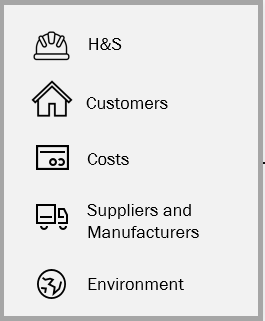 H&S
Customers
Costs
Suppliers and
Manufacturers
Environment